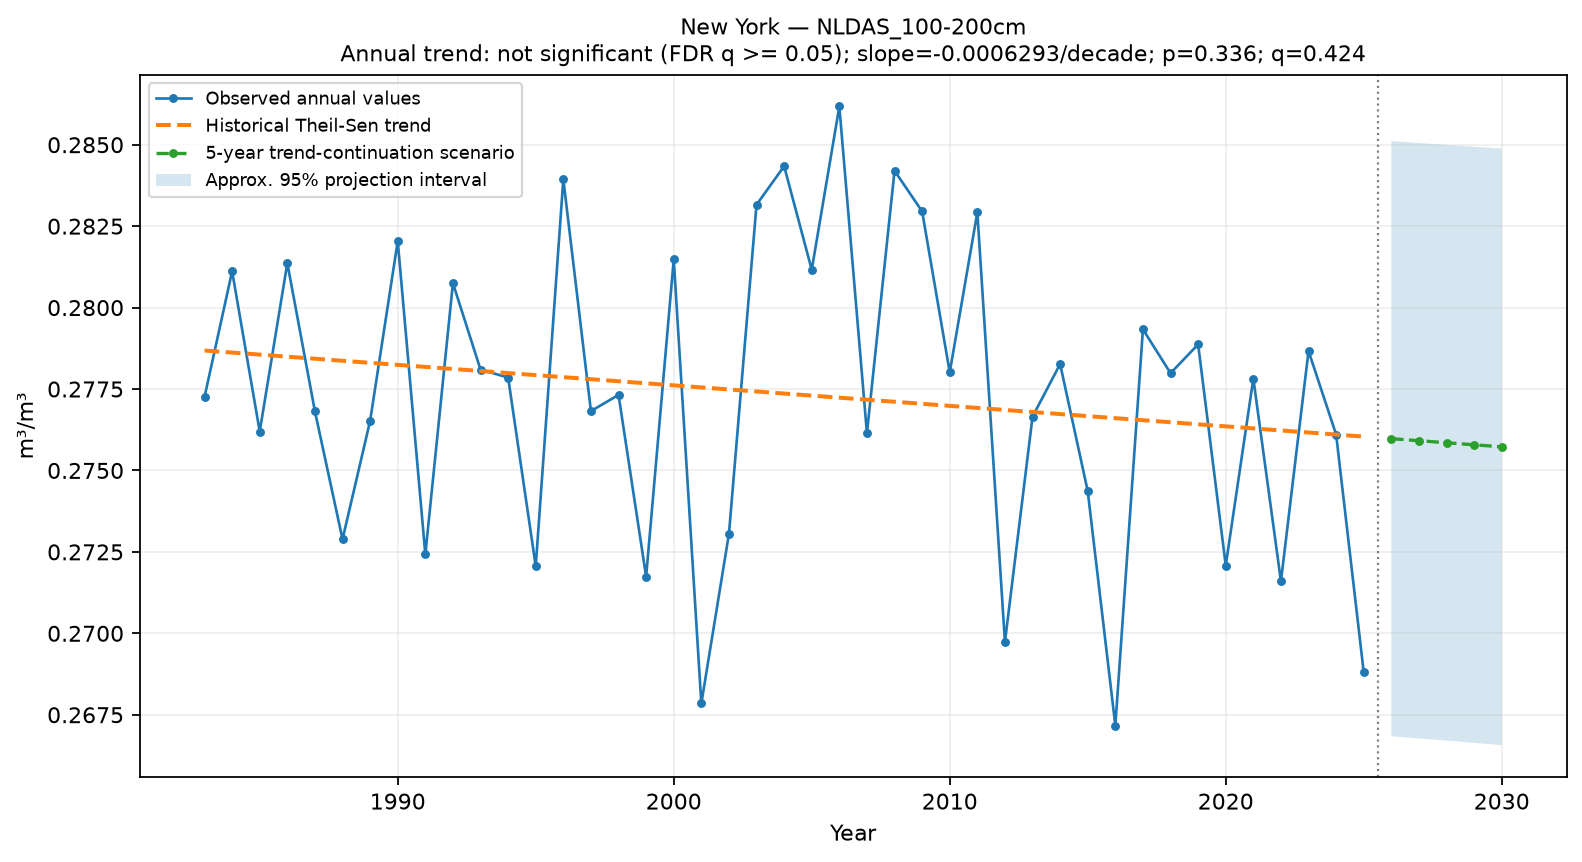 New York — NLDAS_100-200cm
Annual trend: not significant (FDR q >= 0.05); slope=-0.0006293/decade; p=0.336; q=0.424
Observed annual values
Historical Theil-Sen trend
5-year trend-continuation scenario
Approx. 95% projection interval
0.2850
0.2825
0.2800
0.2775
0.2750
0.2725
0.2700
0.2675
m³/m³
1990
2000
2010
2020
2030
Year